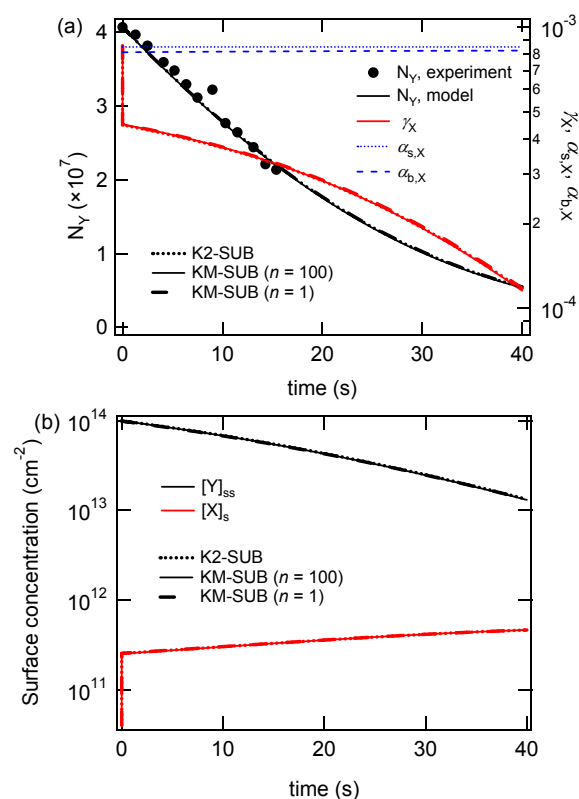 (a)
4
3
2
1
0
N_Y (×10^7)
10^-3
8
7
6
5
4
3
2
10^-4
γ_X, α_s,X, α_b,X
N_Y, experiment
N_Y, model
γ_X
α_s,X
α_b,X
K2-SUB
KM-SUB (n = 100)
KM-SUB (n = 1)
0 10 20 30 40
time (s)
(b)
10^14
10^13
10^12
10^11
Surface concentration (cm^-2)
[Y]_ss
[X]_s
K2-SUB
KM-SUB (n = 100)
KM-SUB (n = 1)
0 10 20 30 40
time (s)